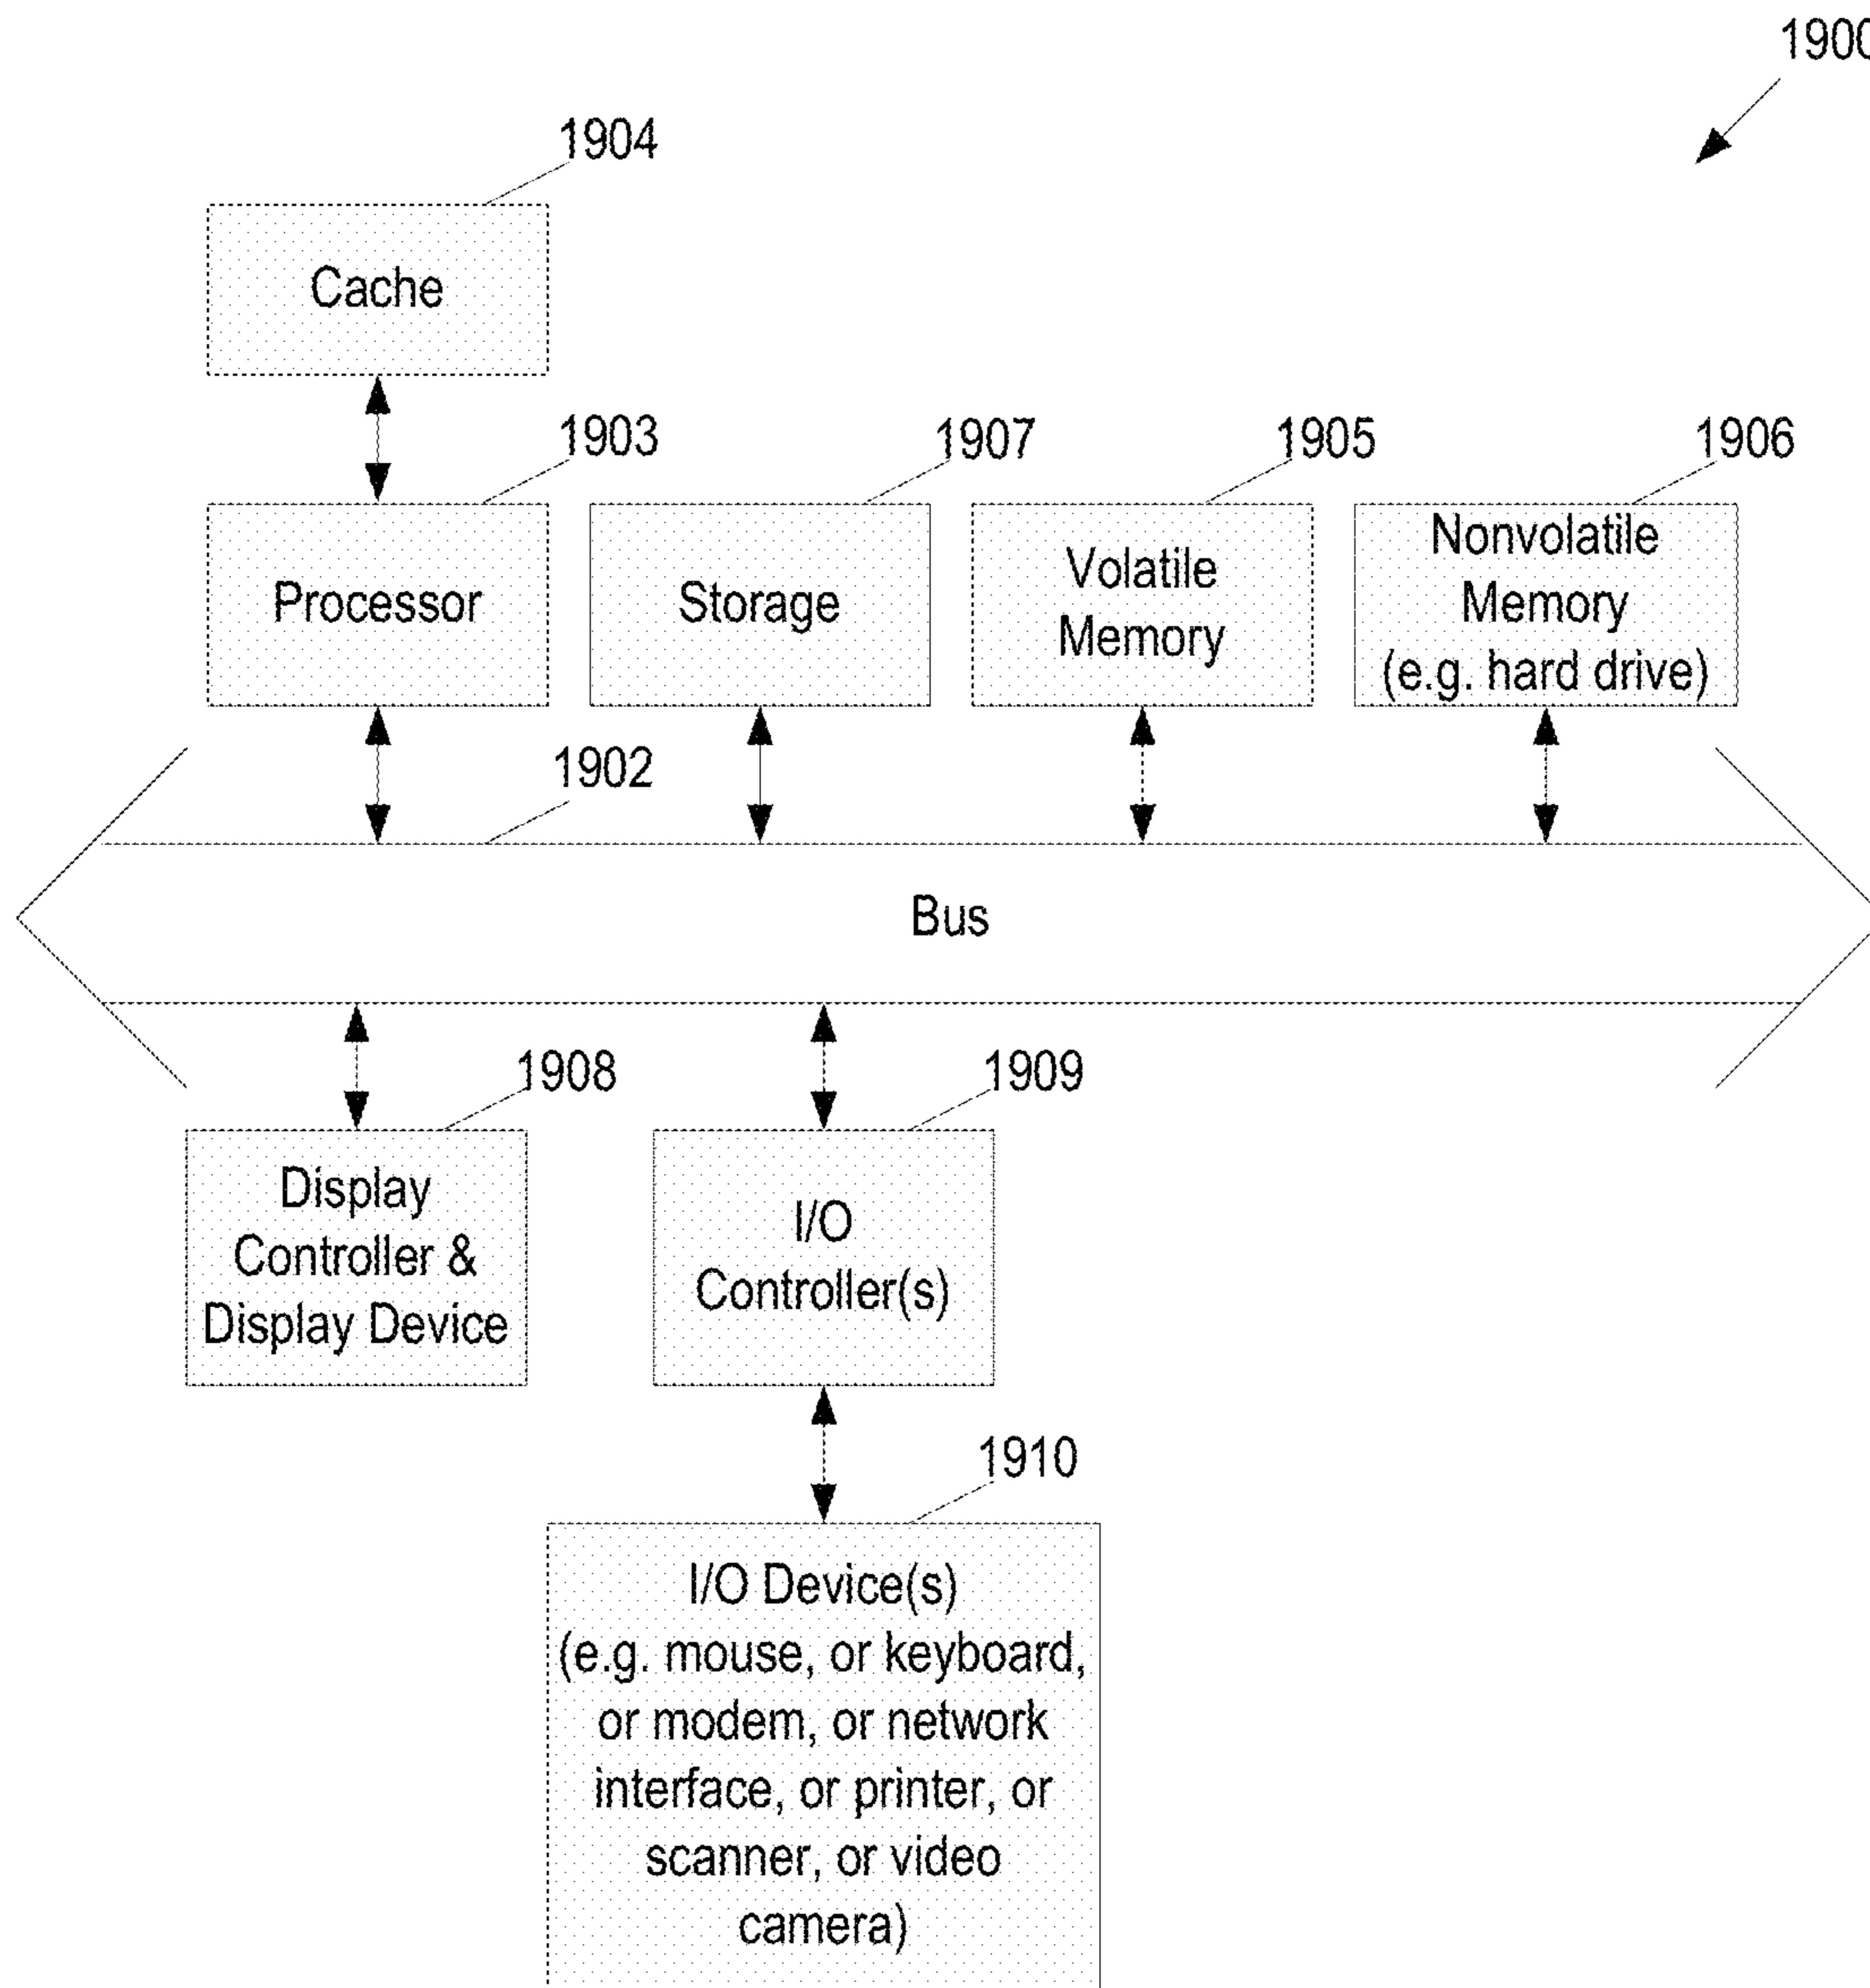 1900
1904
Cache
1903
1907
1905
1906
Processor
Storage
Volatile
Memory
Nonvolatile
Memory
(e.g. hard drive)
1902
Bus
1908
1909
Display
Controller &
Display Device
I/O
Controller(s)
1910
I/O Device(s)
(e.g. mouse, or keyboard,
or modem, or network
interface, or printer, or
scanner, or video
camera)